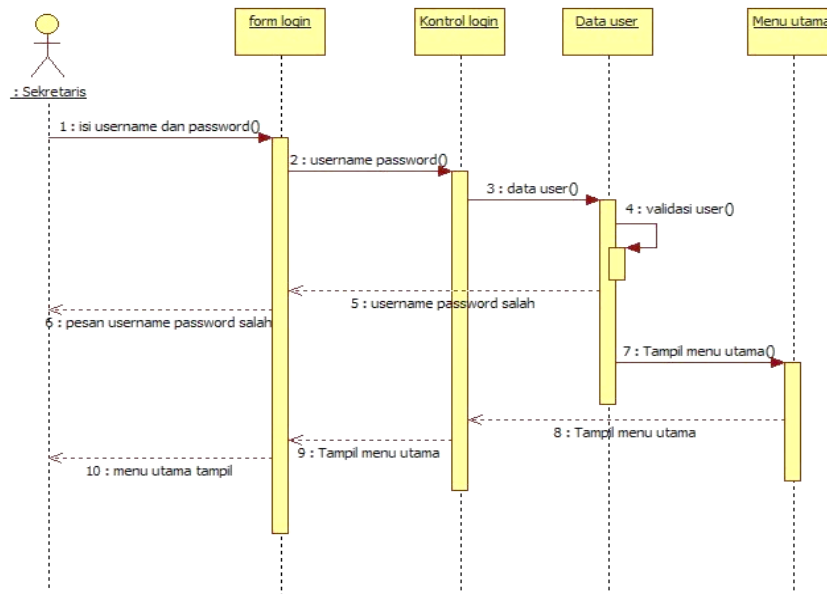 form login
Kontrol login
Data user
Menu utama
: Sekretaris
1 : isi username dan password()
2 : username password()
3 : data user()
4 : validasi user()
5 : username password salah
6 : pesan username password salah
7 : Tampil menu utama()
8 : Tampil menu utama
9 : Tampil menu utama
10 : menu utama tampil